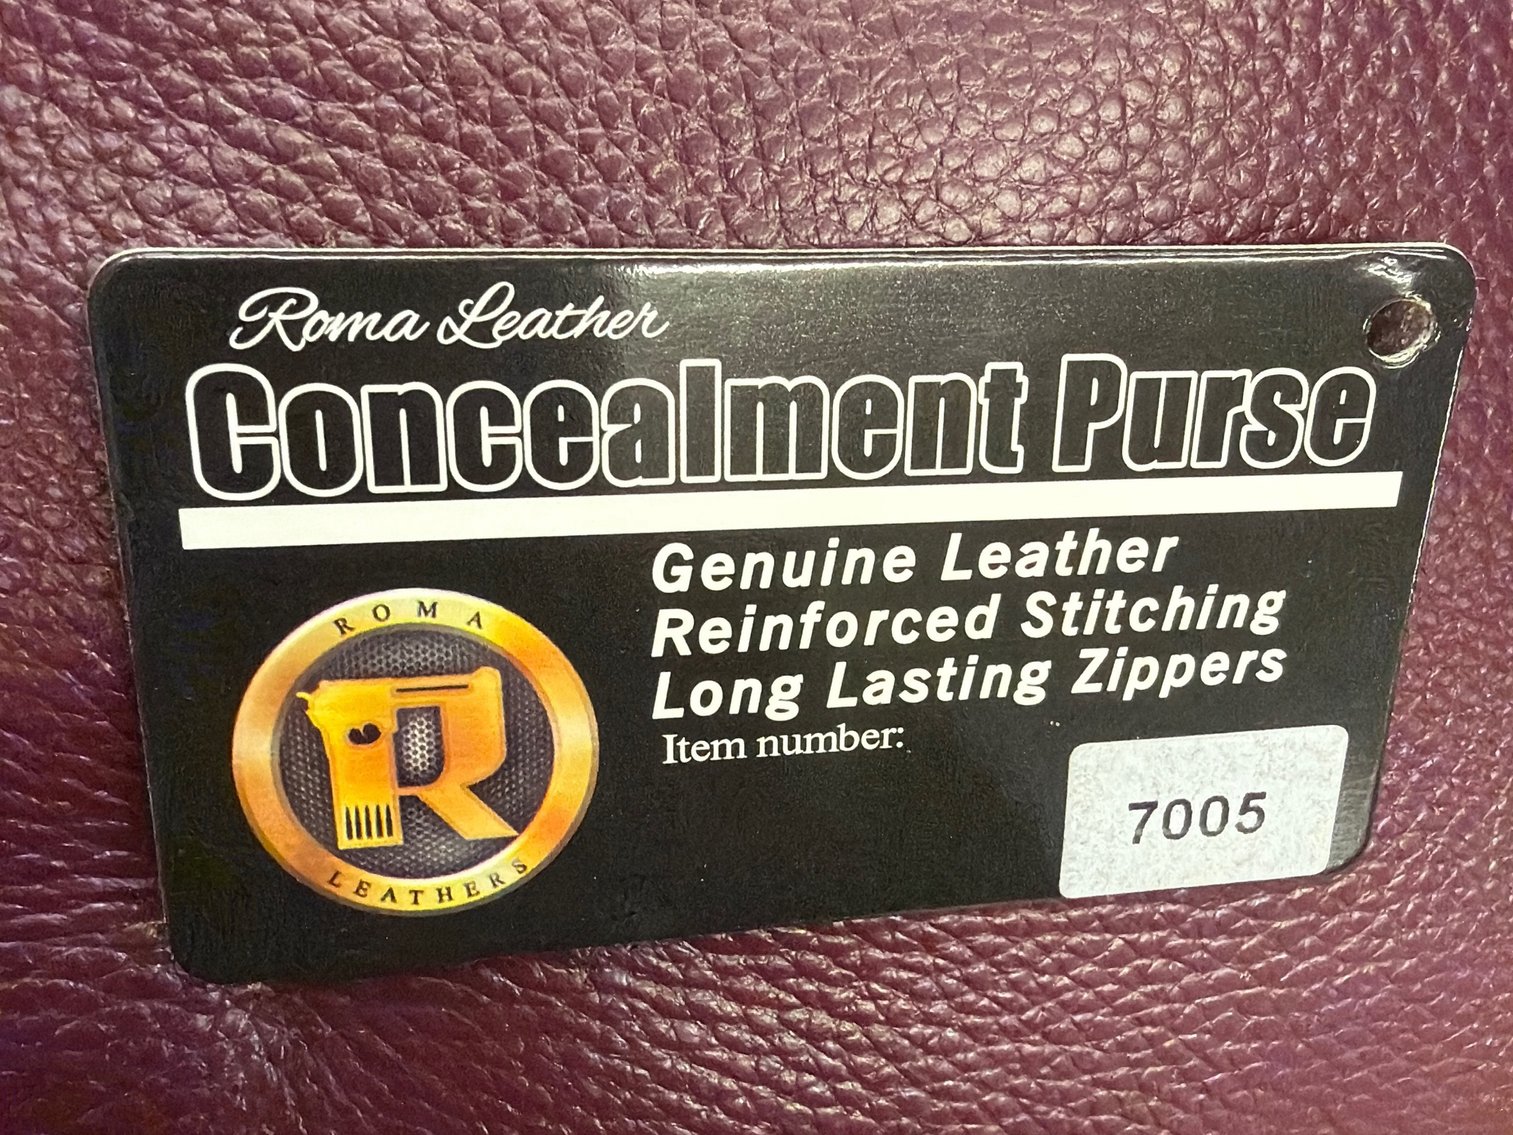 Roma Leather
Concealment Purse
Genuine Leather
Reinforced Stitching
Long Lasting Zippers
Item number:
7005
ROMA
R
LEATHERS